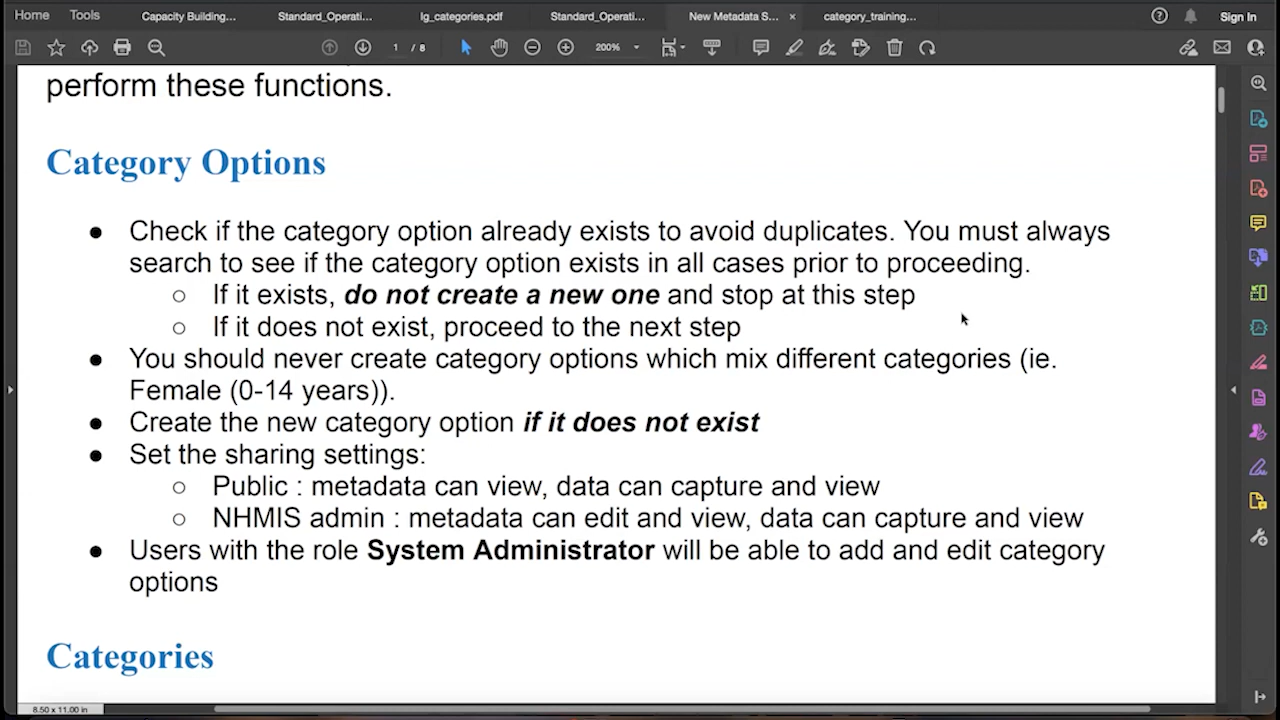 Home Tools Capacity Building... Standard_Operati... lg_categories.pdf Standard_Operati... New Metadata S... × category_training... Sign In
1 / 8 200%
perform these functions.
Category Options
● Check if the category option already exists to avoid duplicates. You must always
search to see if the category option exists in all cases prior to proceeding.
○ If it exists, do not create a new one and stop at this step
○ If it does not exist, proceed to the next step
● You should never create category options which mix different categories (ie.
Female (0-14 years)).
● Create the new category option if it does not exist
● Set the sharing settings:
○ Public : metadata can view, data can capture and view
○ NHMIS admin : metadata can edit and view, data can capture and view
● Users with the role System Administrator will be able to add and edit category
options
Categories
8.50 x 11.00 in